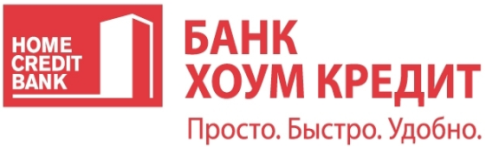 HOME
CREDIT
BANK
БАНК
ХОУМ КРЕДИТ
Просто. Быстро. Удобно.